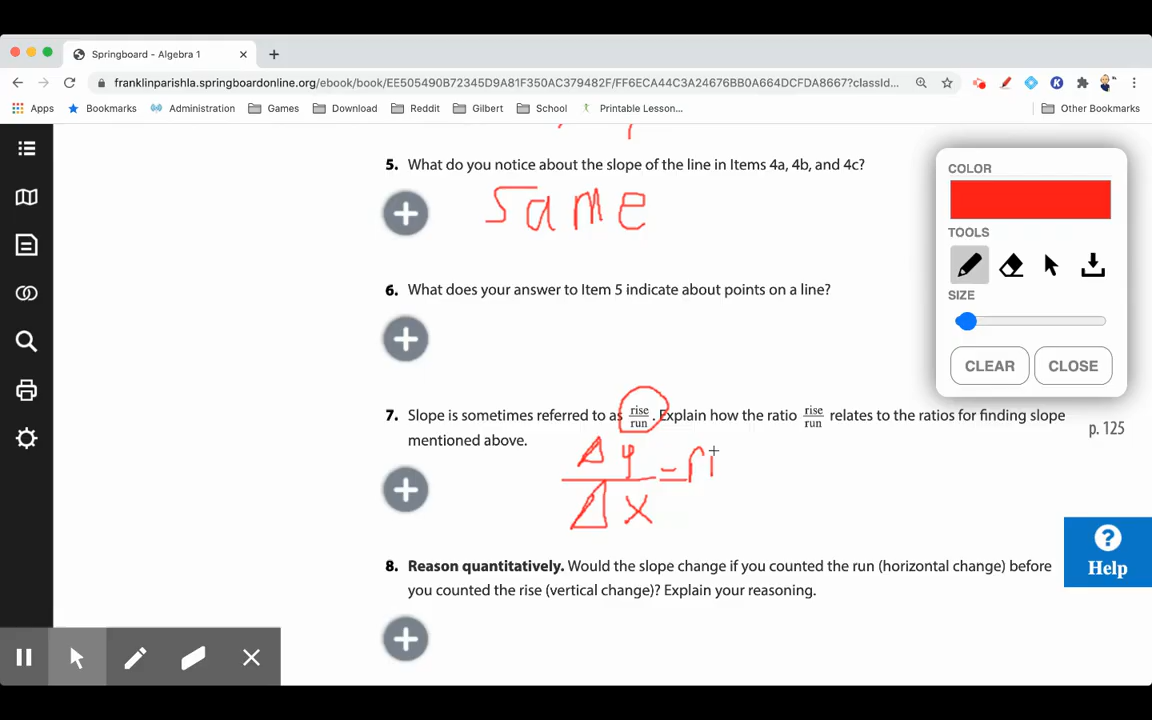 Springboard - Algebra 1
franklinparishla.springboardonline.org/ebook/book/EE505490B72345D9A81F350AC379482F/FF6ECA44C3A24676BB0A664DCFDA8667?classId...
Apps Bookmarks Administration Games Download Reddit Gilbert School Printable Lesson... Other Bookmarks
5. What do you notice about the slope of the line in Items 4a, 4b, and 4c?
same
6. What does your answer to Item 5 indicate about points on a line?
7. Slope is sometimes referred to as rise/run. Explain how the ratio rise/run relates to the ratios for finding slope
mentioned above.
p. 125
Δy
Δx
= ri
8. Reason quantitatively. Would the slope change if you counted the run (horizontal change) before
you counted the rise (vertical change)? Explain your reasoning.
COLOR
TOOLS
SIZE
CLEAR CLOSE
?
Help